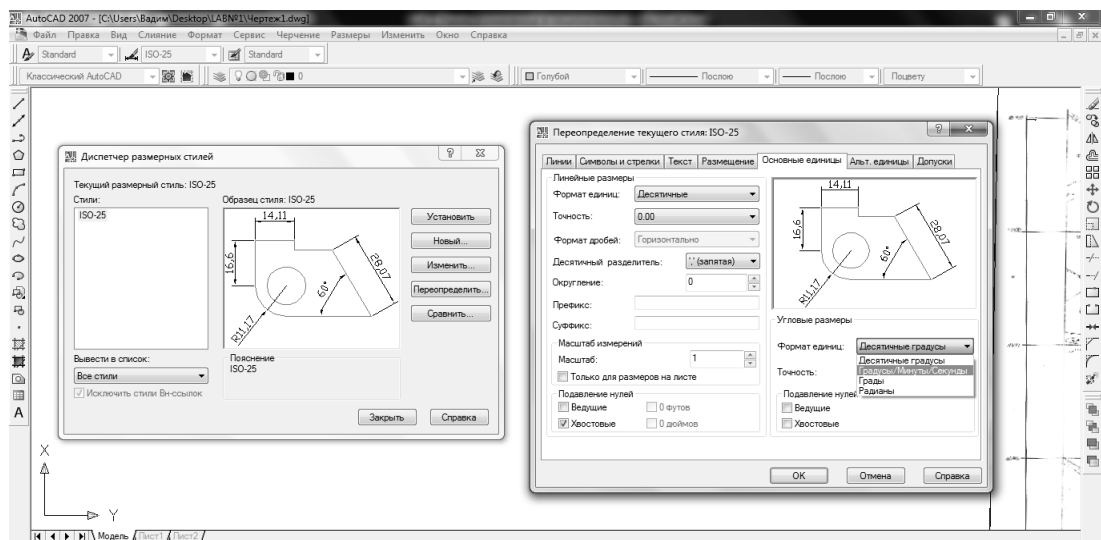 AutoCAD 2007 - [C:\Users\Вадим\Desktop\LABNº1\Чертеж1.dwg]
Файл Правка Вид Слияние Формат Сервис Черчение Размеры Изменить Окно Справка
Standard ISO-25 Standard
Классический AutoCAD 0 Голубой Послою Послою Поцвету
Диспетчер размерных стилей
Текущий размерный стиль: ISO-25
Стили:
ISO-25
Образец стиля: ISO-25
14,11
16,6
28,07
60°
R11,17
Установить
Новый...
Изменить...
Переопределить...
Сравнить...
Вывести в список:
Все стили
Исключить стили Вн-ссылок
Пояснение
ISO-25
Закрыть Справка
Переопределение текущего стиля: ISO-25
Линии Символы и стрелки Текст Размещение Основные единицы Альт. единицы Допуски
Линейные размеры
Формат единиц: Десятичные
Точность: 0.00
Формат дробей: Горизонтально
Десятичный разделитель: ',' (запятая)
Округление: 0
Префикс:
Суффикс:
Масштаб измерений
Масштаб: 1
Только для размеров на листе
Подавление нулей
Ведущие 0 футов
Хвостовые 0 дюймов
14,11
16,6
28,07
60°
R11,17
Угловые размеры
Формат единиц: Десятичные градусы
Десятичные градусы
Градусы/Минуты/Секунды
Грады
Радианы
Точность:
Подавление нулей
Ведущие
Хвостовые
OK Отмена Справка
X
Y
Модель Лист1 Лист2
A